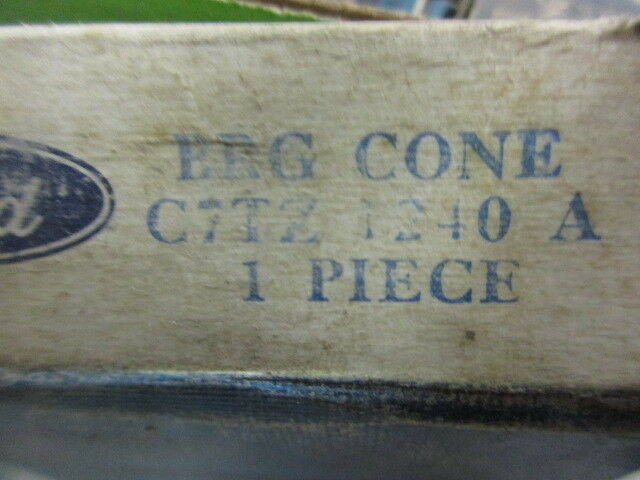 BRG CONE
C7TZ 1240 A
1 PIECE